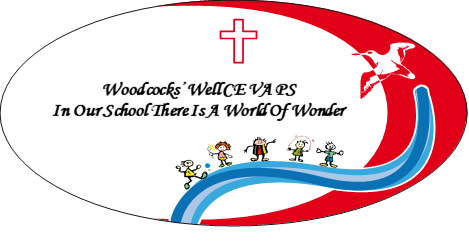 Woodcocks' Well CE VA PS
In Our School There Is A World Of Wonder